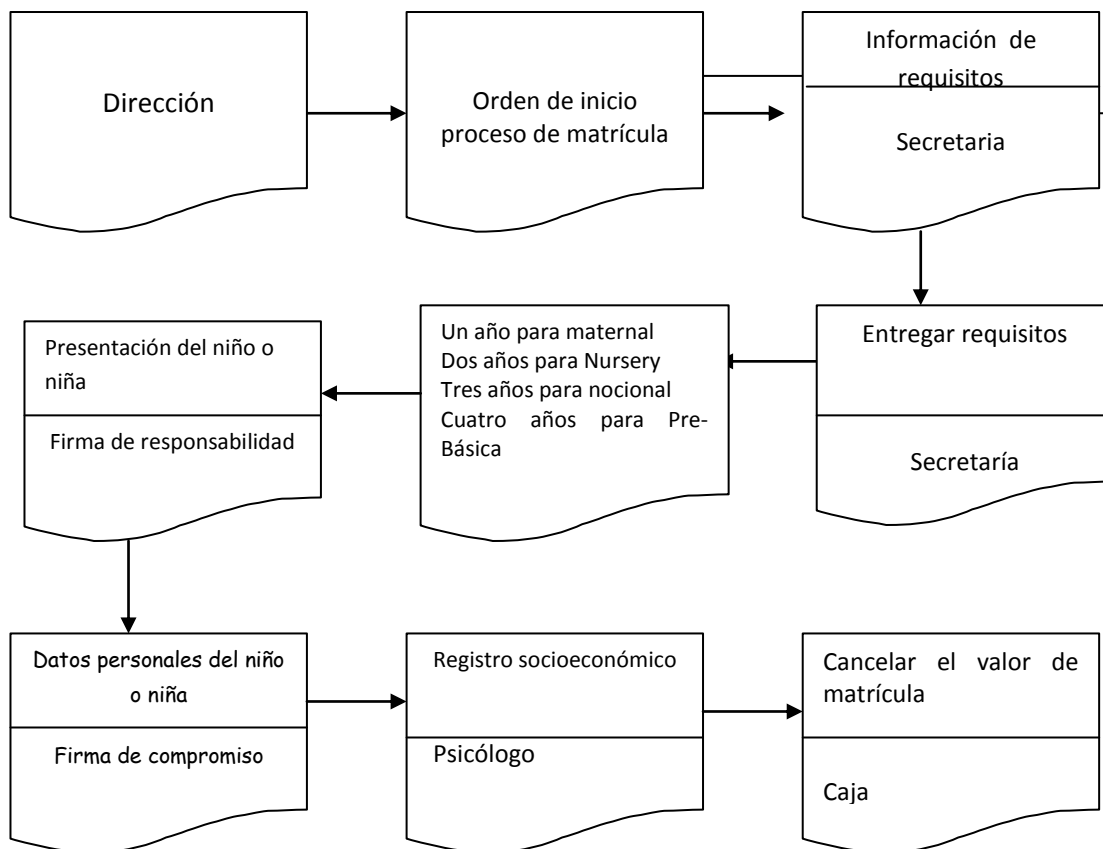 Dirección
Orden de inicio
proceso de matrícula
Información de
requisitos
Secretaria
Entregar requisitos
Secretaría
Un año para maternal
Dos años para Nursery
Tres años para nocional
Cuatro años para Pre-
Básica
Presentación del niño o
niña
Firma de responsabilidad
Datos personales del niño
o niña
Firma de compromiso
Registro socioeconómico
Psicólogo
Cancelar el valor de
matrícula
Caja